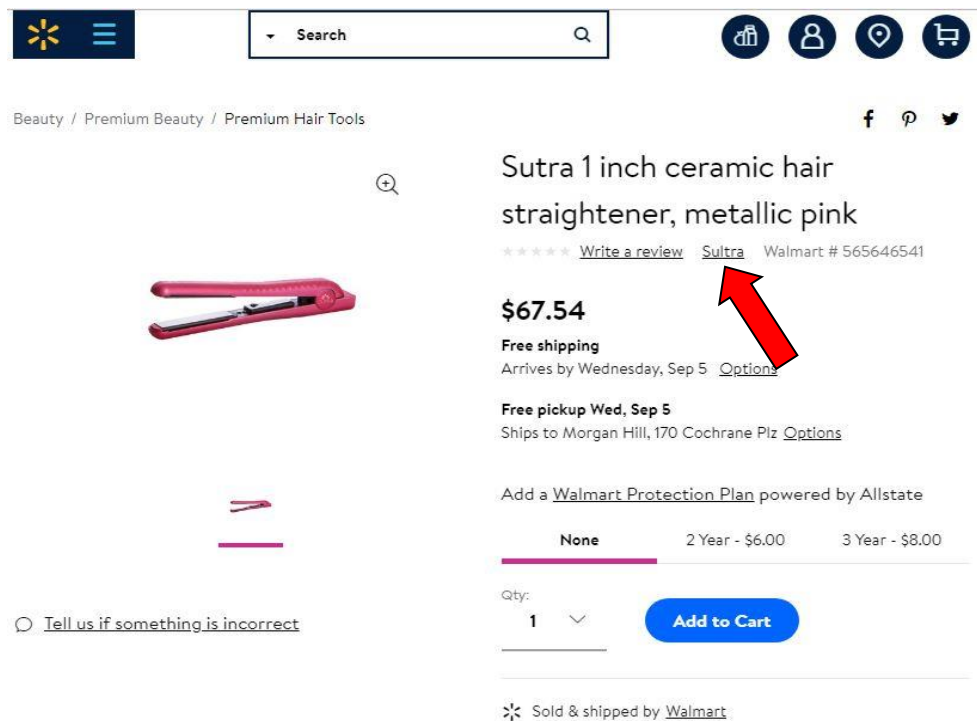 Search
Beauty / Premium Beauty / Premium Hair Tools
Sutra 1 inch ceramic hair
straightener, metallic pink
Write a review Sultra Walmart # 565646541
$67.54
Free shipping
Arrives by Wednesday, Sep 5 Options
Free pickup Wed, Sep 5
Ships to Morgan Hill, 170 Cochrane Plz Options
Add a Walmart Protection Plan powered by Allstate
None 2 Year - $6.00 3 Year - $8.00
Qty:
1 Add to Cart
Tell us if something is incorrect
Sold & shipped by Walmart